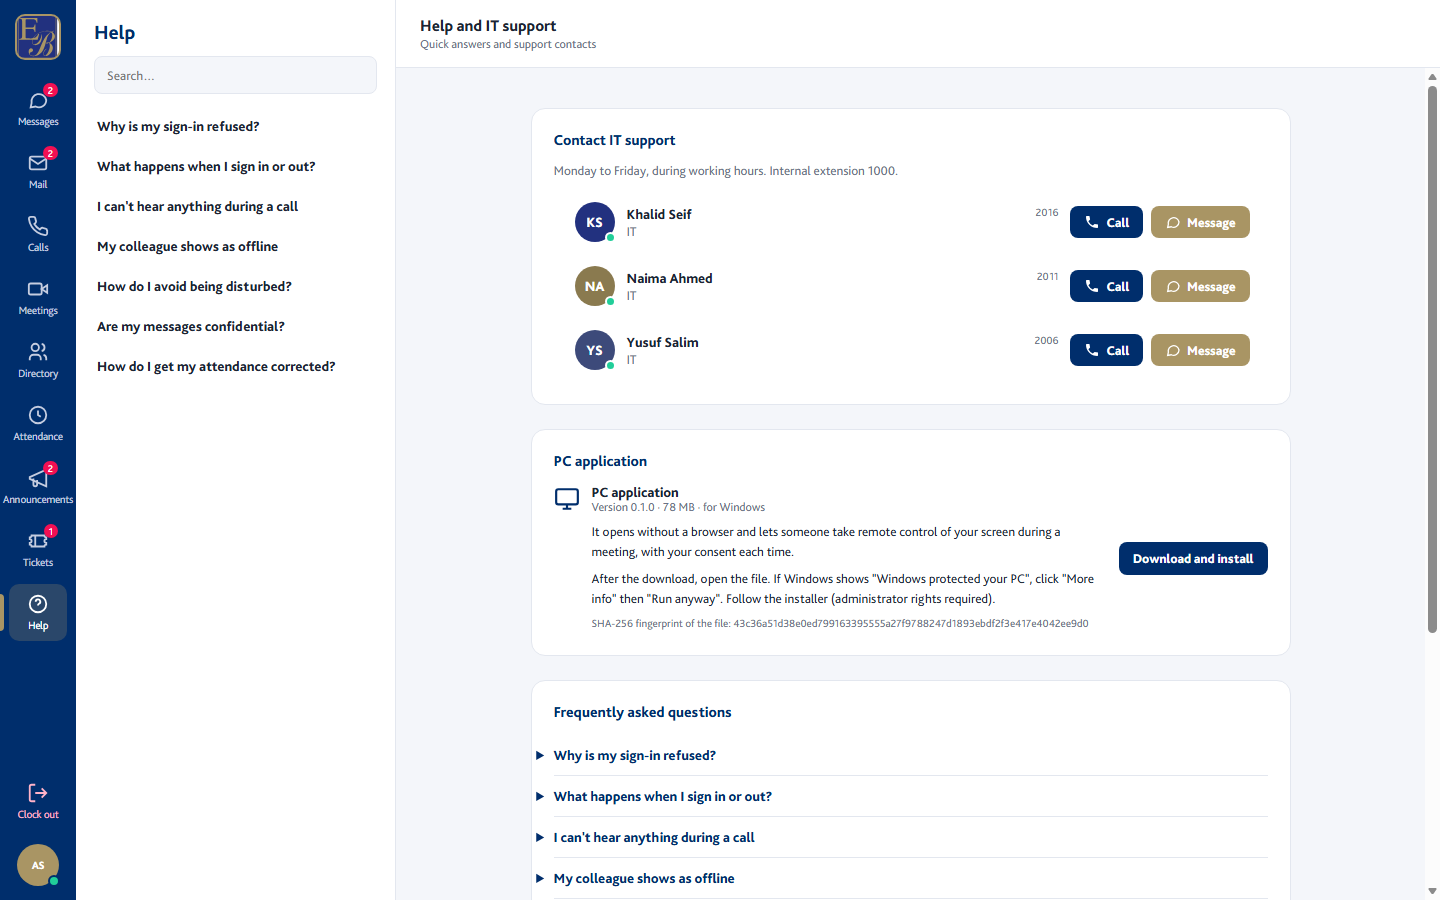 EB
2
Messages
2
Mail
Calls
Meetings
Directory
Attendance
2
Announcements
1
Tickets
Help
Clock out
AS
Help
Search...
Why is my sign-in refused?
What happens when I sign in or out?
I can't hear anything during a call
My colleague shows as offline
How do I avoid being disturbed?
Are my messages confidential?
How do I get my attendance corrected?
Help and IT support
Quick answers and support contacts
Contact IT support
Monday to Friday, during working hours. Internal extension 1000.
KS Khalid Seif 2016 Call Message
IT
NA Naima Ahmed 2011 Call Message
IT
YS Yusuf Salim 2006 Call Message
IT
PC application
PC application
Version 0.1.0 · 78 MB · for Windows
It opens without a browser and lets someone take remote control of your screen during a
meeting, with your consent each time.
Download and install
After the download, open the file. If Windows shows "Windows protected your PC", click "More
info" then "Run anyway". Follow the installer (administrator rights required).
SHA-256 fingerprint of the file: 43c36a51d38e0ed799163395555a27f9788247d1893ebdf2f3e417e4042ee9d0
Frequently asked questions
Why is my sign-in refused?
What happens when I sign in or out?
I can't hear anything during a call
My colleague shows as offline